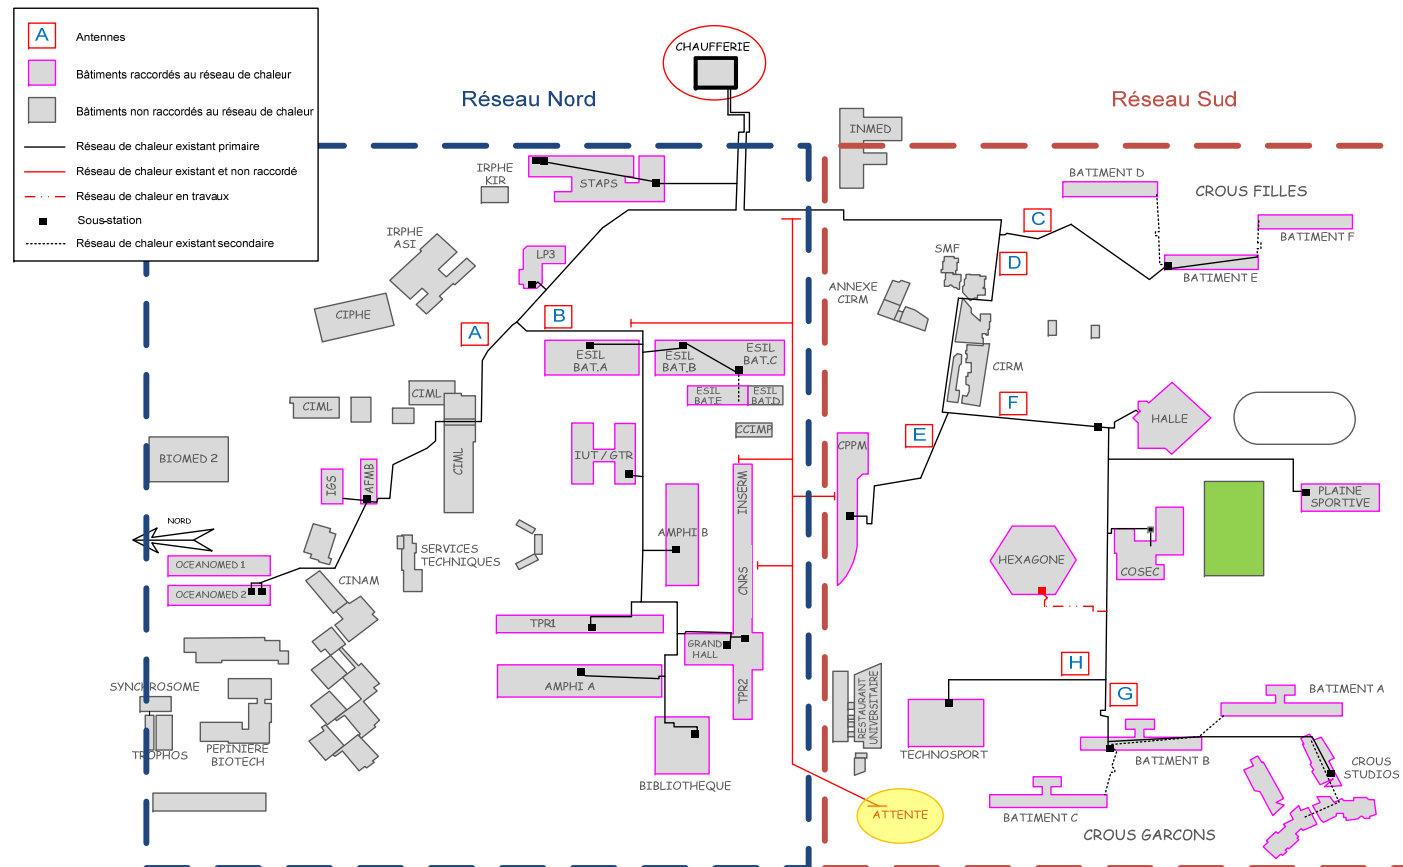 A
Antennes
Bâtiments raccordés au réseau de chaleur
Bâtiments non raccordés au réseau de chaleur
Réseau de chaleur existant primaire
Réseau de chaleur existant et non raccordé
Réseau de chaleur en travaux
Sous-station
Réseau de chaleur existant secondaire
CHAUFFERIE
Réseau Nord
Réseau Sud
INMED
IRPHE
KIR
STAPS
BATIMENT D
CROUS FILLES
BATIMENT F
BATIMENT E
C
D
SMF
IRPHE
ASI
LP3
CIPHE
ANNEXE
CIRM
A
B
ESIL
BAT.A
ESIL
BAT.B
ESIL
BAT.C
ESIL
BAT.E
ESIL
BAT.D
CIRM
CIML
CIML
CIML
CCIMP
F
E
HALLE
BIOMED 2
IGS
AFMB
IUT / GTR
CPPM
INSERM
PLAINE
SPORTIVE
NORD
AMPHI B
SERVICES
TECHNIQUES
HEXAGONE
COSEC
OCEANOMED 1
OCEANOMED 2
CINAM
CNRS
TPR1
GRAND
HALL
TPR2
AMPHI A
H
G
SYNCHROSOME
TROPHOS
PEPINIERE
BIOTECH
BIBLIOTHEQUE
RESTAURANT
UNIVERSITAIRE
TECHNOSPORT
BATIMENT A
BATIMENT B
CROUS
STUDIOS
ATTENTE
BATIMENT C
CROUS GARCONS